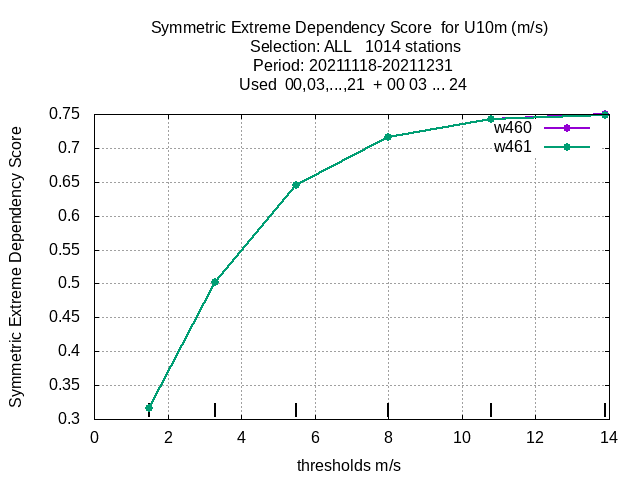 Symmetric Extreme Dependency Score  for U10m (m/s)
Selection: ALL   1014 stations
Period: 20211118-20211231
Used  00,03,...,21  + 00 03 ... 24
Symmetric Extreme Dependency Score
0.75
0.7
0.65
0.6
0.55
0.5
0.45
0.4
0.35
0.3
w460
w461
0 2 4 6 8 10 12 14
thresholds m/s